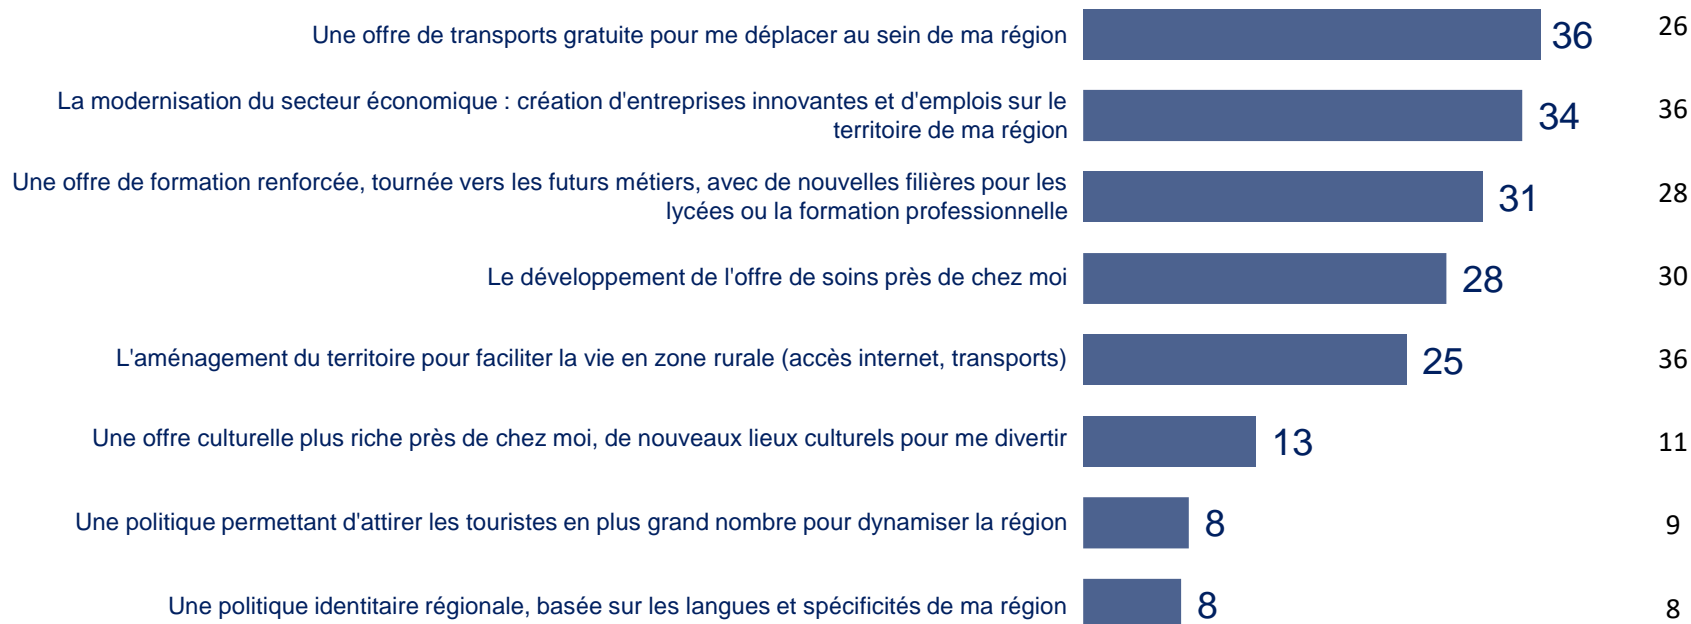 Une offre de transports gratuite pour me déplacer au sein de ma région 36 26
La modernisation du secteur économique : création d'entreprises innovantes et d'emplois sur le
territoire de ma région 34 36
Une offre de formation renforcée, tournée vers les futurs métiers, avec de nouvelles filières pour les
lycées ou la formation professionnelle 31 28
Le développement de l'offre de soins près de chez moi 28 30
L'aménagement du territoire pour faciliter la vie en zone rurale (accès internet, transports) 25 36
Une offre culturelle plus riche près de chez moi, de nouveaux lieux culturels pour me divertir 13 11
Une politique permettant d'attirer les touristes en plus grand nombre pour dynamiser la région 8 9
Une politique identitaire régionale, basée sur les langues et spécificités de ma région 8 8